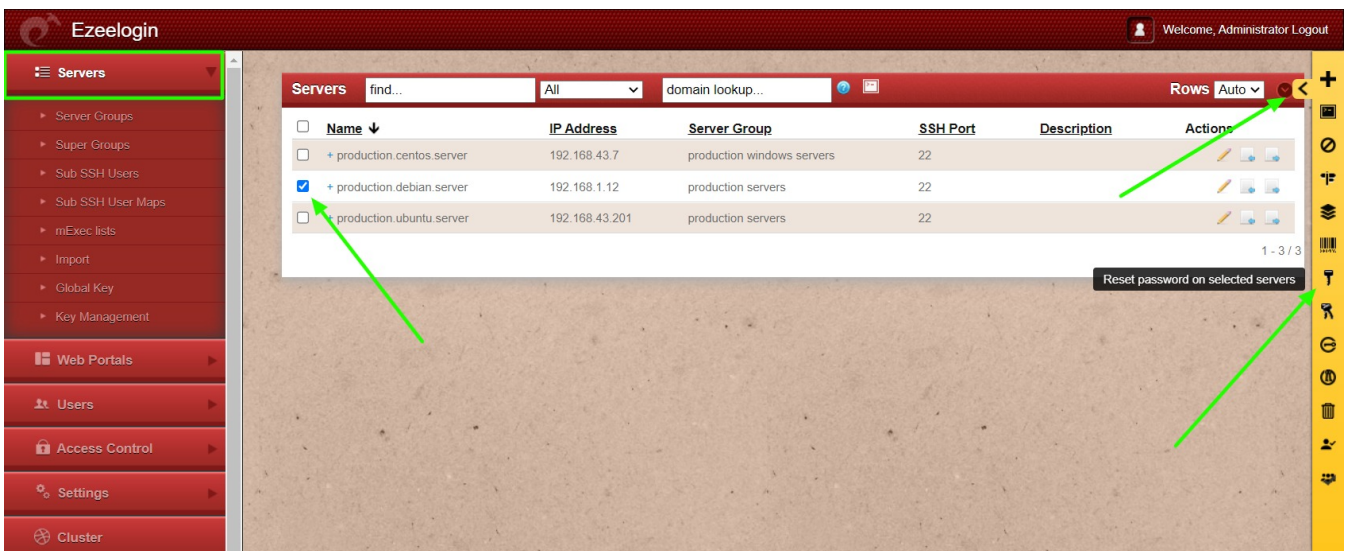 Ezeelogin
Welcome, Administrator Logout
Servers
Server Groups
Super Groups
Sub SSH Users
Sub SSH User Maps
mExec lists
Import
Global Key
Key Management
Web Portals
Users
Access Control
Settings
Cluster
Servers find... All domain lookup... Rows Auto
Name IP Address Server Group SSH Port Description Actions
+ production.centos.server 192.168.43.7 production windows servers 22
+ production.debian.server 192.168.1.12 production servers 22
+ production.ubuntu.server 192.168.43.201 production servers 22
1 - 3 / 3
Reset password on selected servers